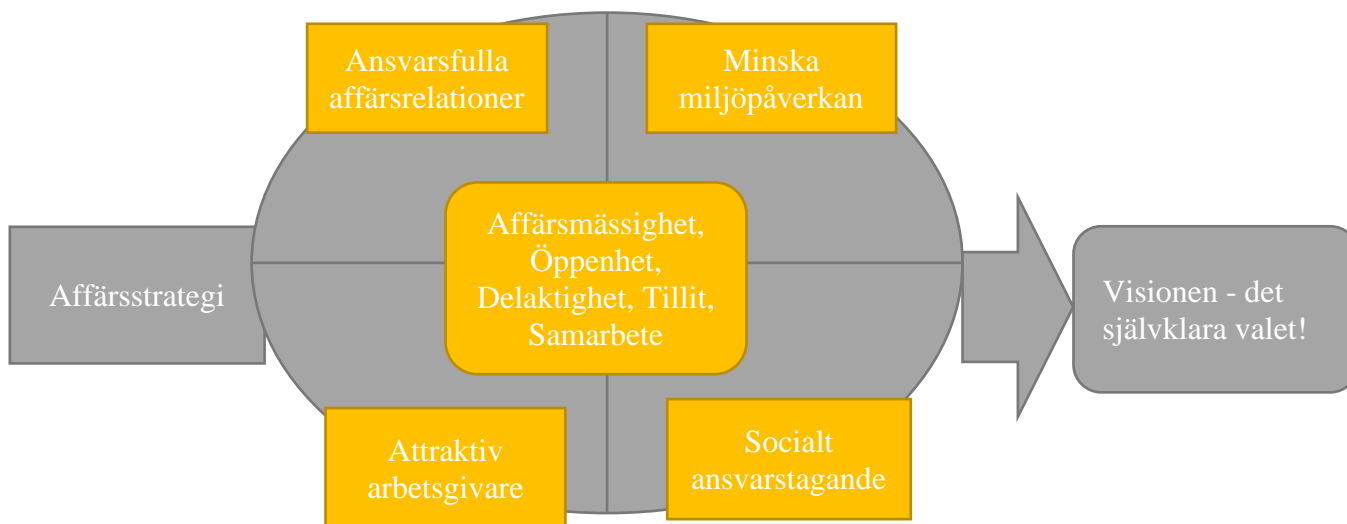 Ansvarsfulla
affärsrelationer
Minska
miljöpåverkan
Affärsstrategi
Affärsmässighet,
Öppenhet,
Delaktighet, Tillit,
Samarbete
Visionen - det
självklara valet!
Attraktiv
arbetsgivare
Socialt
ansvarstagande